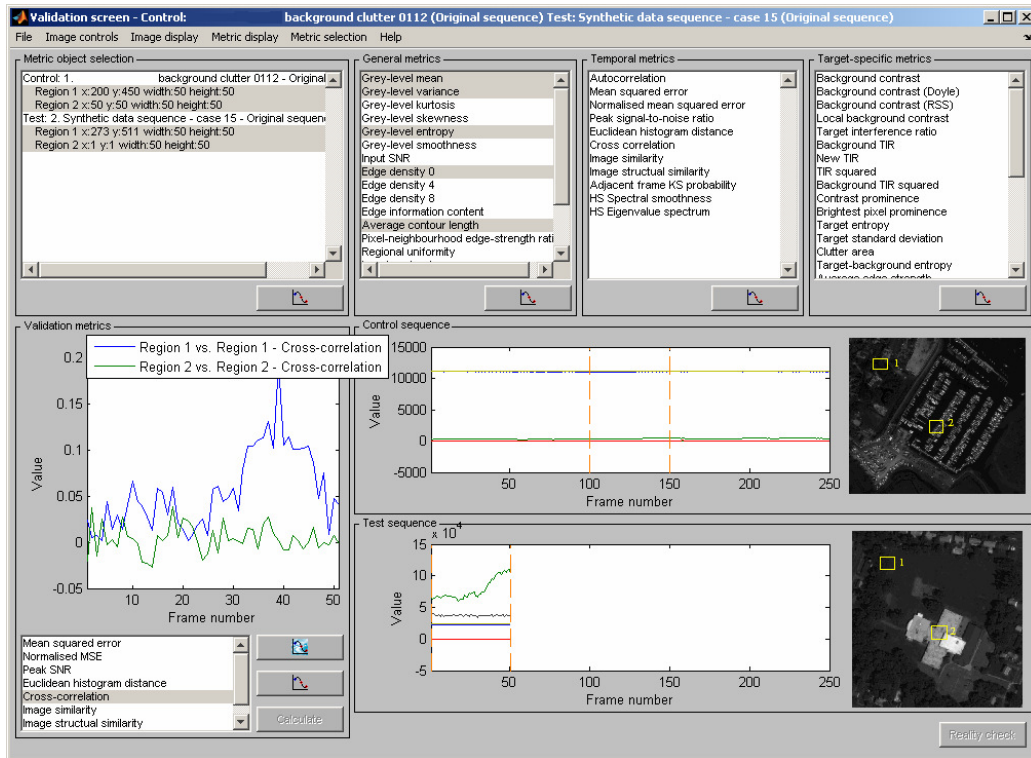 Validation screen - Control: background clutter 0112 (Original sequence) Test: Synthetic data sequence - case 15 (Original sequence)
File Image controls Image display Metric display Metric selection Help
Metric object selection
Control: 1. background clutter 0112 - Original
Region 1 x:200 y:450 width:50 height:50
Region 2 x:50 y:50 width:50 height:50
Test: 2. Synthetic data sequence - case 15 - Original sequen
Region 1 x:273 y:511 width:50 height:50
Region 2 x:1 y:1 width:50 height:50
General metrics
Grey-level mean
Grey-level variance
Grey-level kurtosis
Grey-level skewness
Grey-level entropy
Grey-level smoothness
Input SNR
Edge density 0
Edge density 4
Edge density 8
Edge information content
Average contour length
Pixel-neighbourhood edge-strength rati
Regional uniformity
Temporal metrics
Autocorrelation
Mean squared error
Normalised mean squared error
Peak signal-to-noise ratio
Euclidean histogram distance
Cross correlation
Image similarity
Image structual similarity
Adjacent frame KS probability
HS Spectral smoothness
HS Eigenvalue spectrum
Target-specific metrics
Background contrast
Background contrast (Doyle)
Background contrast (RSS)
Local background contrast
Target interference ratio
Background TIR
New TIR
TIR squared
Background TIR squared
Contrast prominence
Brightest pixel prominence
Target entropy
Target standard deviation
Clutter area
Target-background entropy
Average edge strength
Validation metrics
Region 1 vs. Region 1 - Cross-correlation
Region 2 vs. Region 2 - Cross-correlation
0.2
0.15
0.1
0.05
0
-0.05
Value
10 20 30 40 50
Frame number
Mean squared error
Normalised MSE
Peak SNR
Euclidean histogram distance
Cross-correlation
Image similarity
Image structual similarity
Calculate
Control sequence
15000
10000
5000
0
-5000
Value
50 100 150 200 250
Frame number
1
2
Test sequence
x 10^4
15
10
5
0
-5
Value
50 100 150 200 250
Frame number
1
2
Reality check